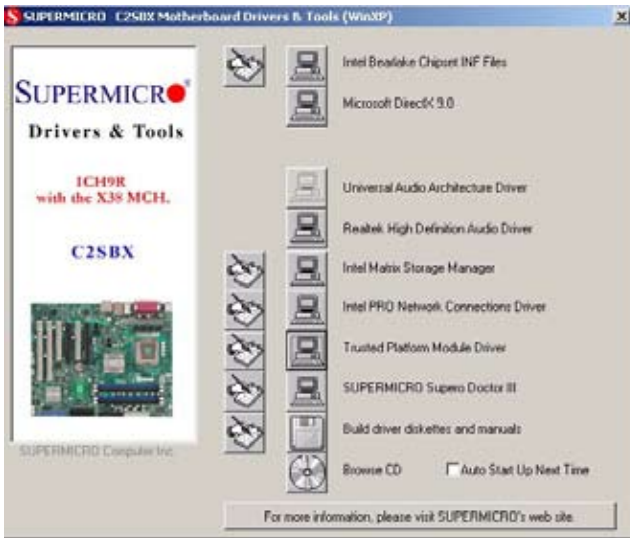 SUPERMICRO C2SBX Motherboard Drivers & Tools (WinXP)
SUPERMICRO
Drivers & Tools
ICH9R
with the X38 MCH.
C2SBX
SUPERMICRO Computer Inc.
Intel Bearlake Chipset INF Files
Microsoft DirectX 9.0
Universal Audio Architecture Driver
Realtek High Definition Audio Driver
Intel Matrix Storage Manager
Intel PRO Network Connections Driver
Trusted Platform Module Driver
SUPERMICRO Supero Doctor III
Build driver diskettes and manuals
Browse CD
Auto Start Up Next Time
For more information, please visit SUPERMICRO's web site.